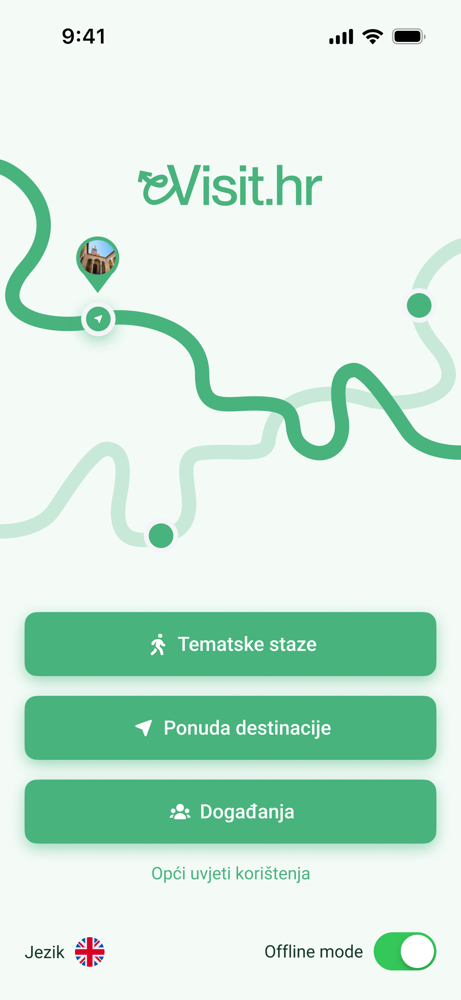 9:41
eVisit.hr
Tematske staze
Ponuda destinacije
Događanja
Opći uvjeti korištenja
Jezik
Offline mode